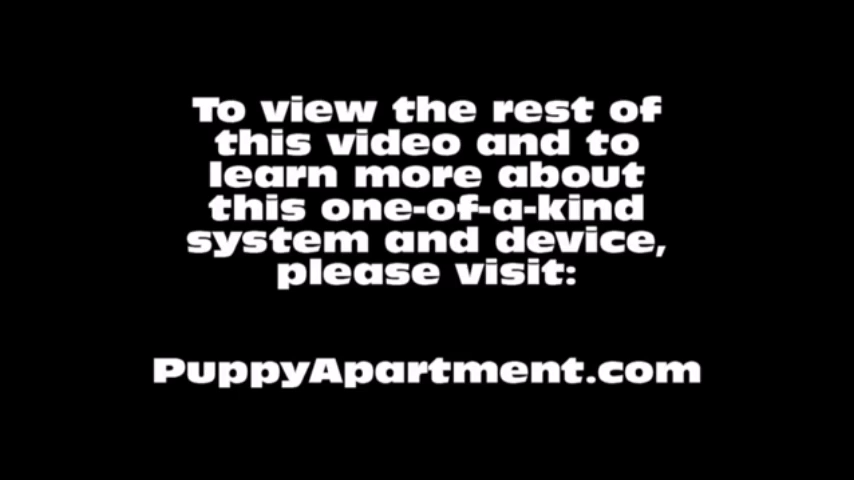 To view the rest of
this video and to
learn more about
this one-of-a-kind
system and device,
please visit:
PuppyApartment.com